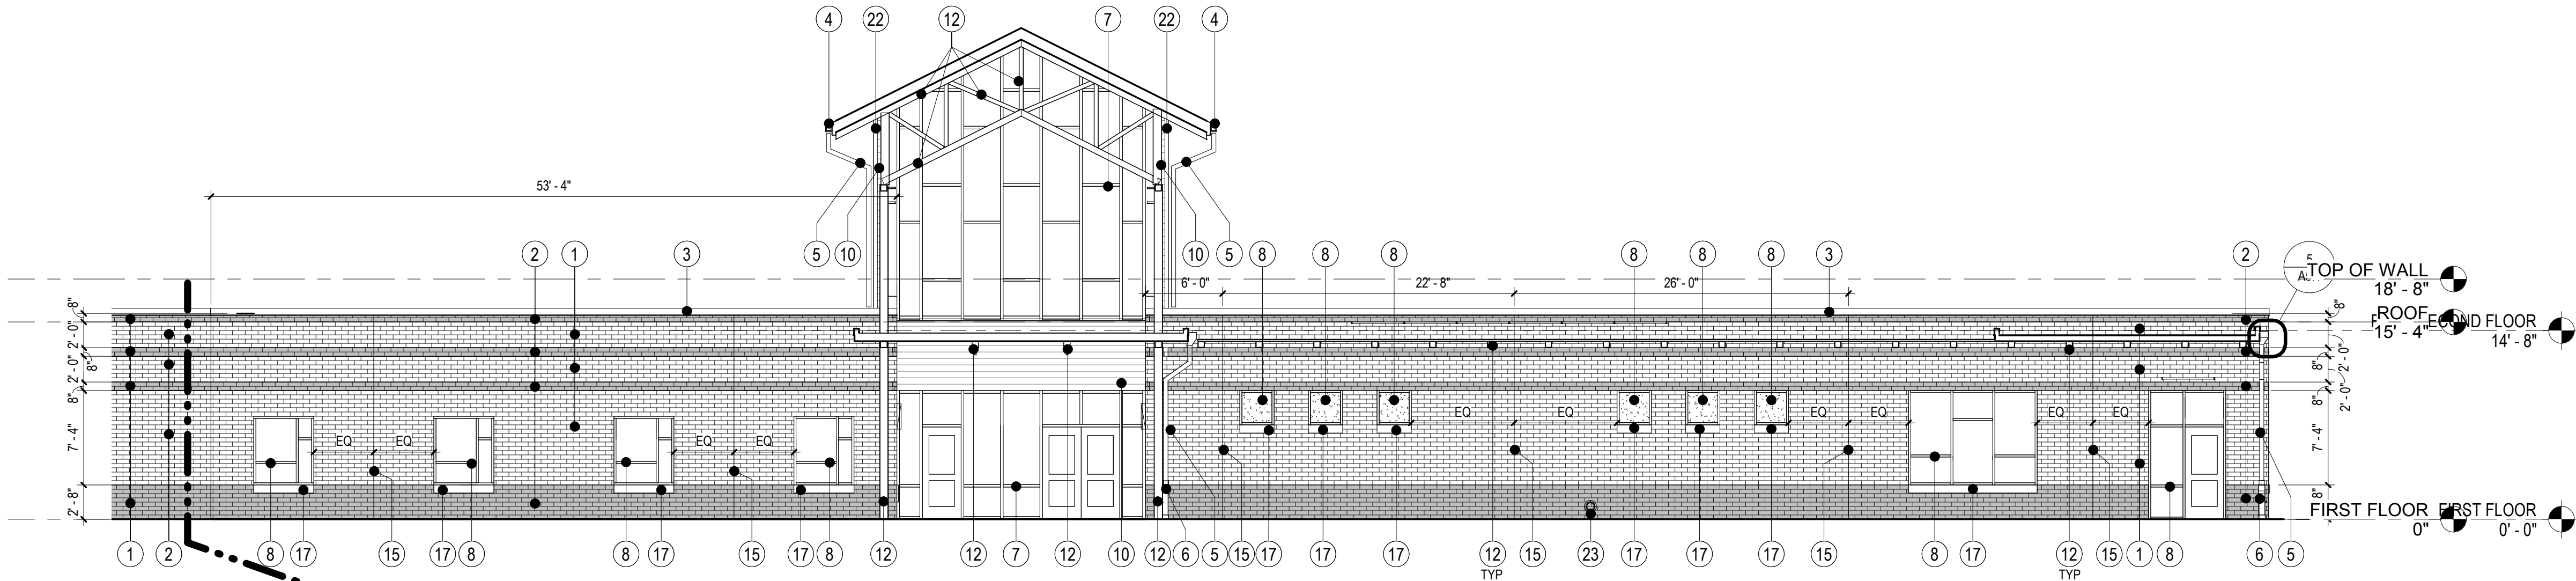 4 22 12 7 22 4
53' - 4"
5 10 10 5
2 1 3 8 8 8 8 8 8 3 2
6' - 0" 22' - 8" 26' - 0"
5
TOP OF WALL
18' - 8"
ROOF
15' - 4"
SECOND FLOOR
14' - 8"
8"
2' - 0"
8"
2' - 0"
8"
7' - 4"
2' - 8"
EQ EQ EQ EQ EQ EQ EQ EQ EQ EQ
8"
2' - 0"
8"
2' - 0"
8"
7' - 4"
8"
FIRST FLOOR
0"
FIRST FLOOR
0' - 0"
1 2 8 17 15 17 8 8 17 15 17 8 12 12 7 12 10 12 6 5 15 17 17 17 12 15 23 17 17 17 15 8 17 12 15 1 8 6 5
TYP TYP